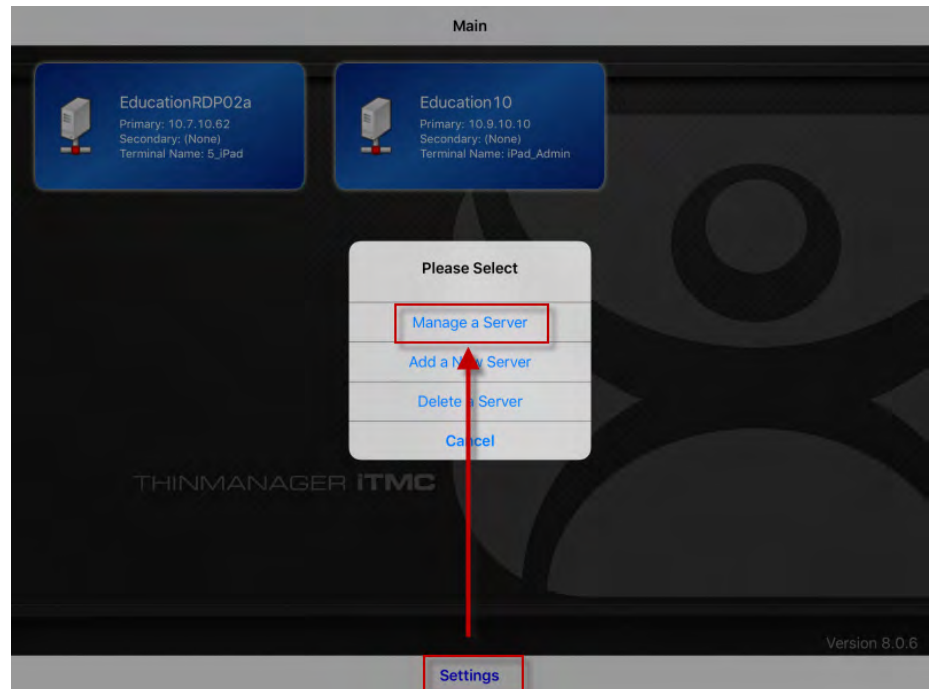 Main
EducationRDP02a
Primary: 10.7.10.62
Secondary: (None)
Terminal Name: 5_iPad
Education10
Primary: 10.9.10.10
Secondary: (None)
Terminal Name: iPad_Admin
Please Select
Manage a Server
Add a New Server
Delete a Server
Cancel
THINMANAGER iTMC
Version 8.0.6
Settings